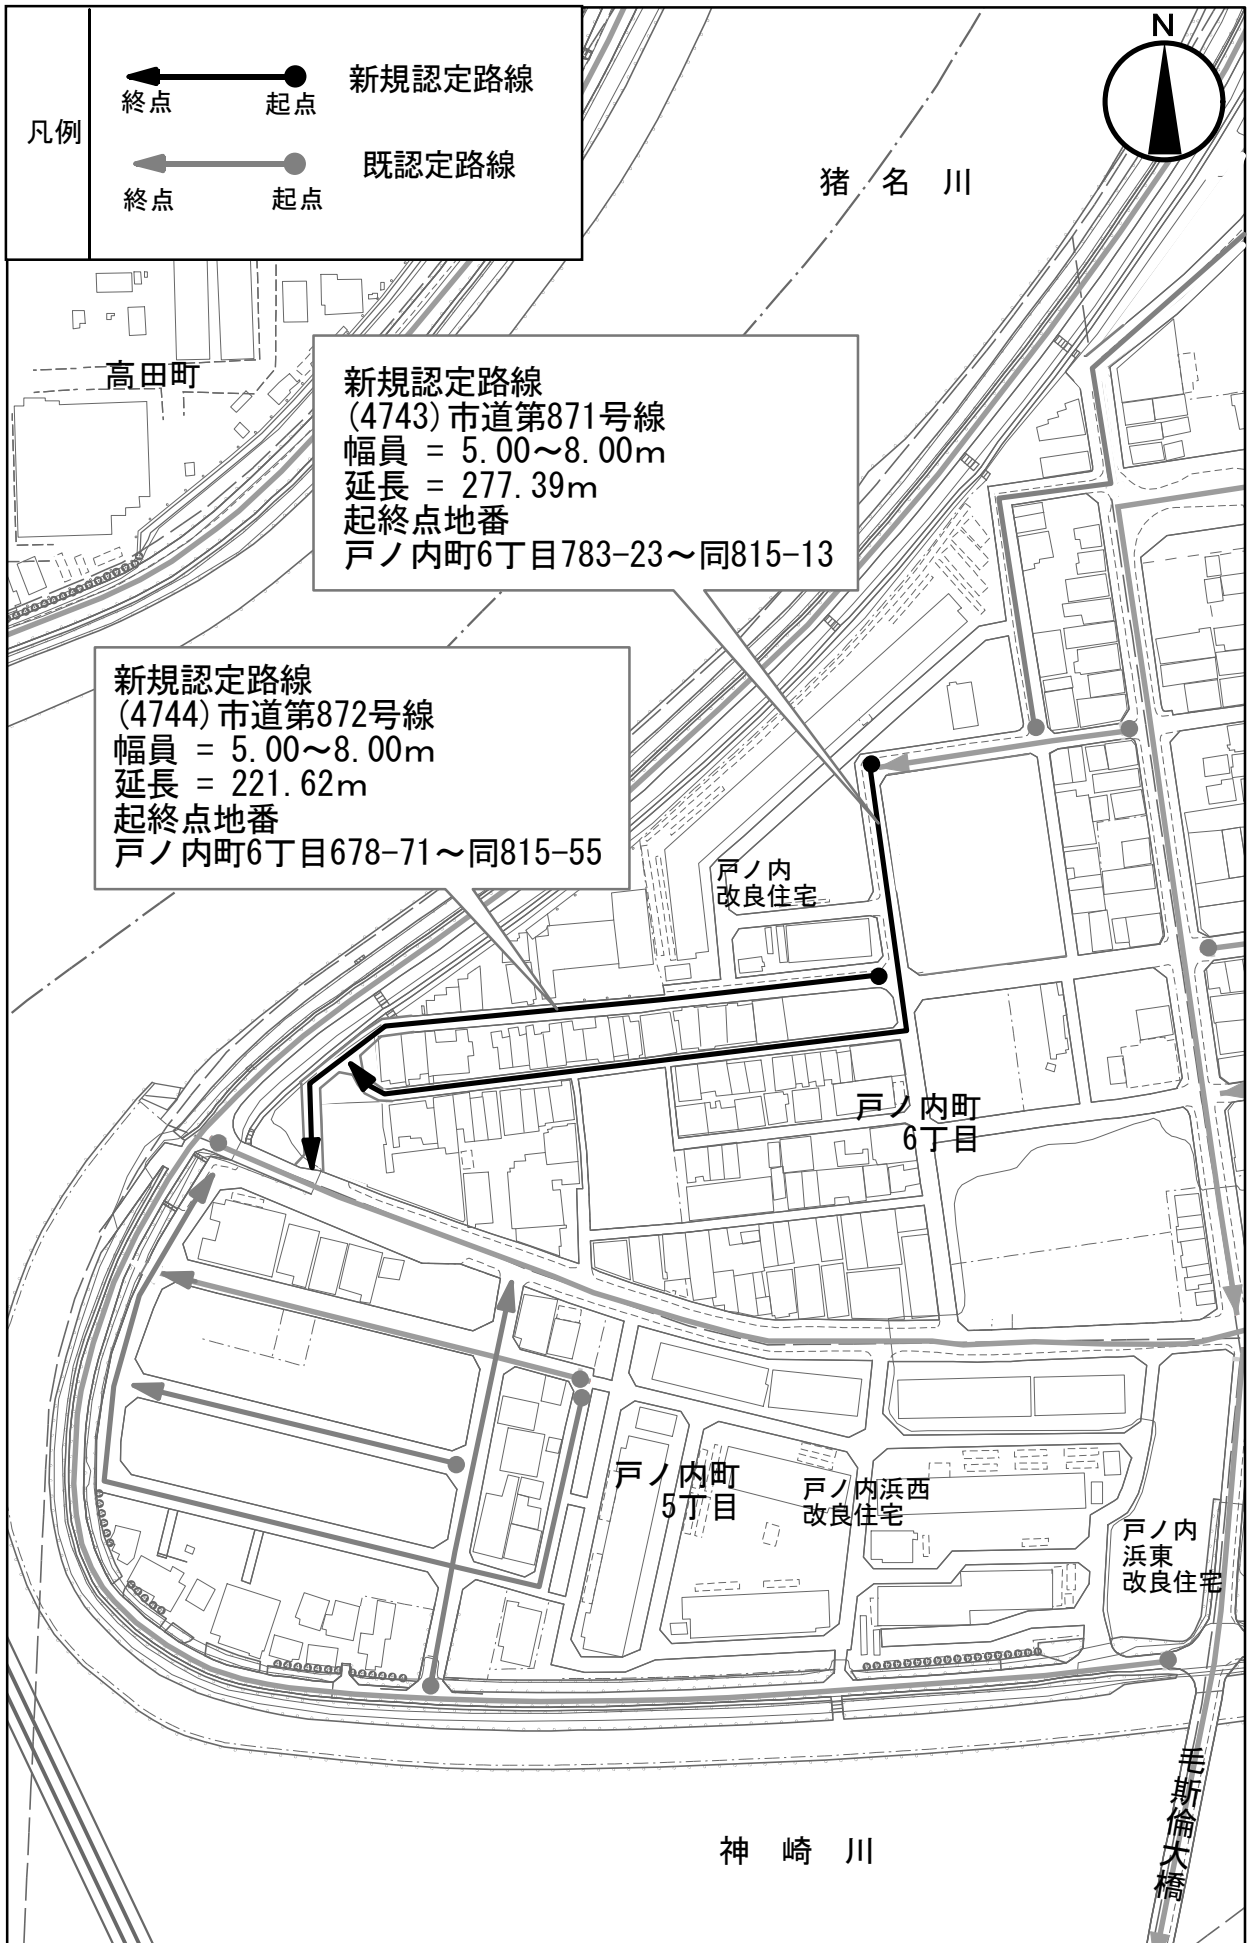 凡例
新規認定路線
終点 起点
既認定路線
終点 起点
N
猪名川
高田町
新規認定路線
(4743)市道第871号線
幅員 = 5.00～8.00m
延長 = 277.39m
起終点地番
戸ノ内町6丁目783-23～同815-13
新規認定路線
(4744)市道第872号線
幅員 = 5.00～8.00m
延長 = 221.62m
起終点地番
戸ノ内町6丁目678-71～同815-55
戸ノ内
改良住宅
戸ノ内町
6丁目
戸ノ内町
5丁目
戸ノ内浜西
改良住宅
戸ノ内
浜東
改良住宅
毛斯倫大橋
神崎川